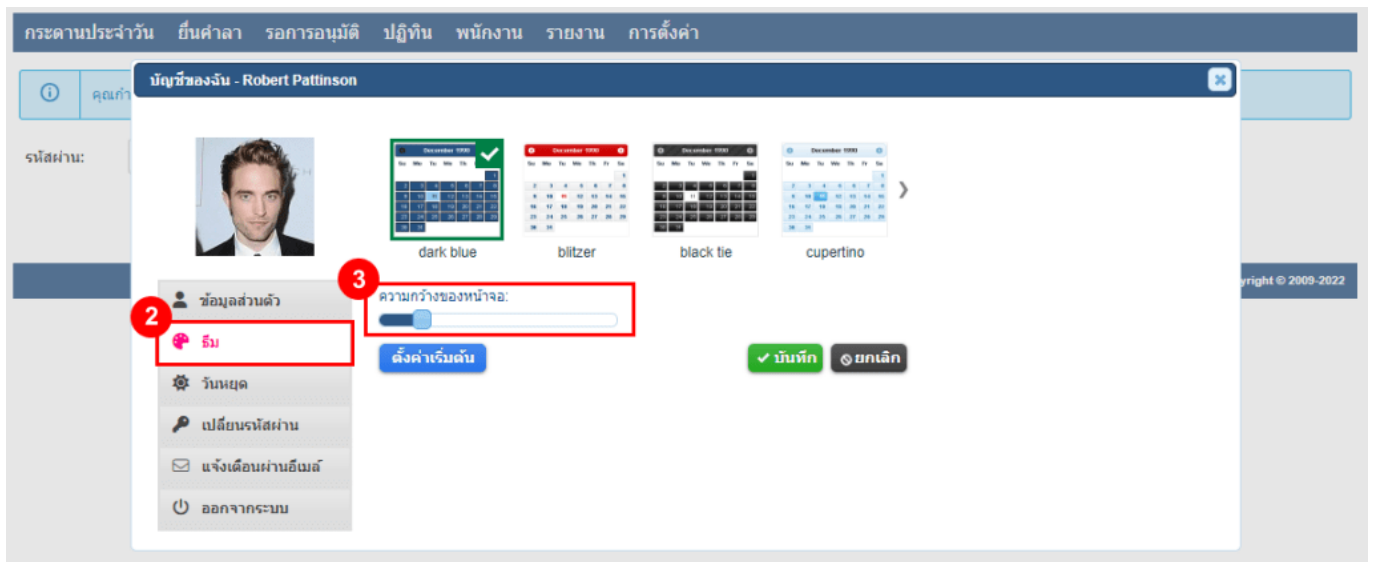 กระดานประจำวัน ยื่นคำลา รอการอนุมัติ ปฏิทิน พนักงาน รายงาน การตั้งค่า
บัญชีของฉัน - Robert Pattinson
คุณกำ
รหัสผ่าน:
December 1990 December 1990 December 1990 December 1990
dark blue blitzer black tie cupertino
yright © 2009-2022
3
ความกว้างของหน้าจอ:
ข้อมูลส่วนตัว
2
ธีม
ตั้งค่าเริ่มต้น บันทึก ยกเลิก
วันหยุด
เปลี่ยนรหัสผ่าน
แจ้งเตือนผ่านอีเมล์
ออกจากระบบ